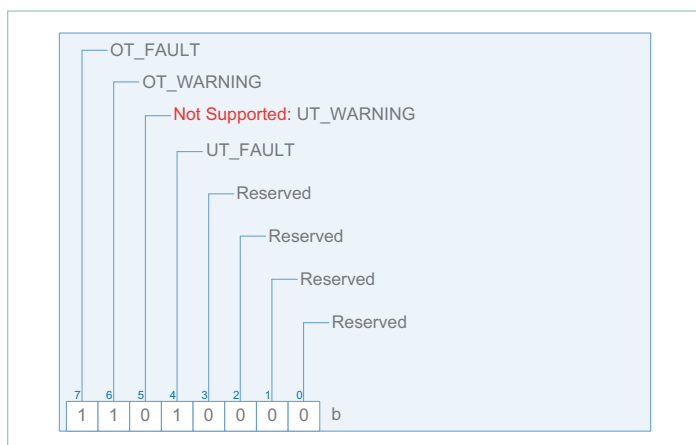 OT_FAULT
OT_WARNING
Not Supported: UT_WARNING
UT_FAULT
Reserved
Reserved
Reserved
Reserved
7 6 5 4 3 2 1 0
1 1 0 1 0 0 0 0 b